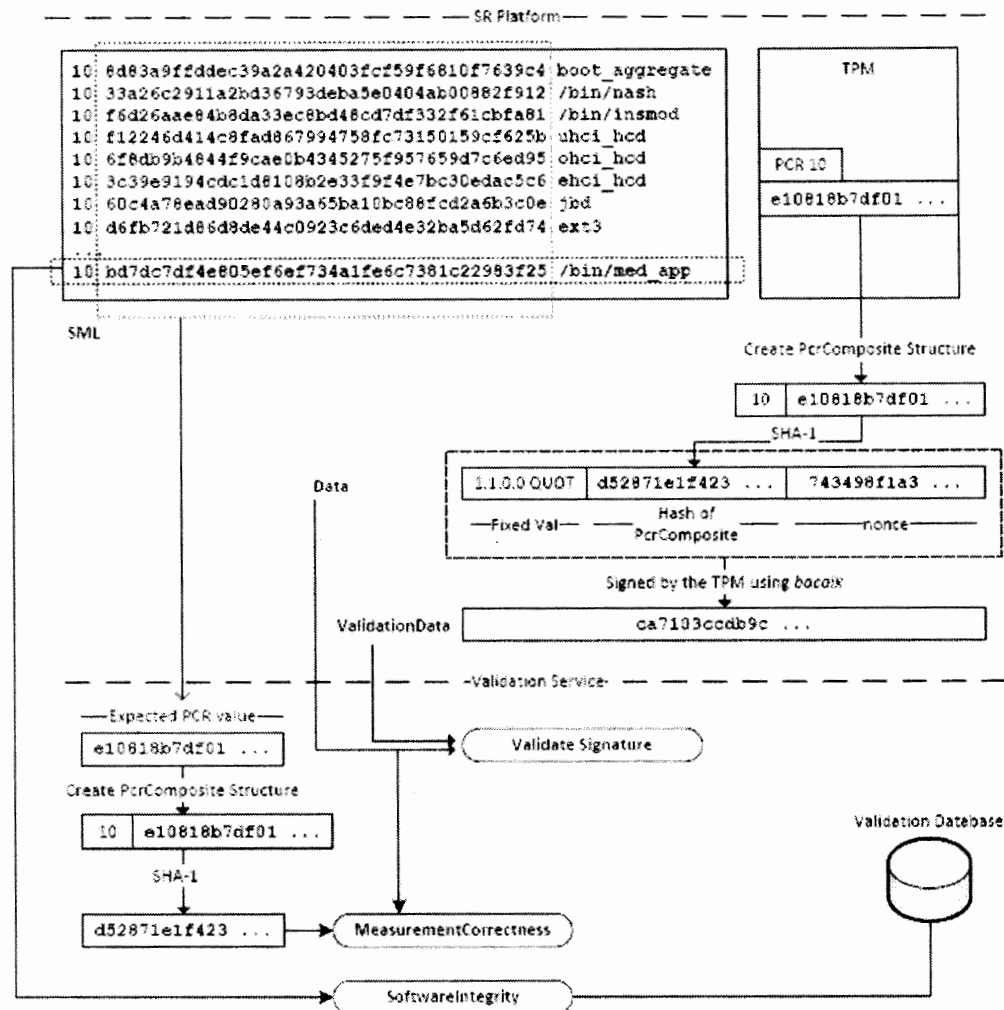 SR Platform
10 8d83a9ffddec39a2a420403fcf59f6810f7639c4 boot_aggregate
10 33a26c2911a2bd36793deba5e0404ab00882f912 /bin/nash
10 f6d26aae84b8da33ec8bd48cd7df332f61cbfa81 /bin/insmod
10 f12246d414c8fad867994758fc73150159cf625b uhci_hcd
10 6f8db9b4844f9cae0b4345275f957659d7c6ed95 ohci_hcd
10 3c39e9194cdc1d8108b2e33f9f4e7bc30edac5c6 ehci_hcd
10 60c4a78ead90280a93a65ba10bc88fcd2a6b3c0e jbd
10 d6fb721d86d8de44c0923c6ded4e32ba5d62fd74 ext3
...
10 bd7dc7df4e805ef6ef734a1fe6c7381c22983f25 /bin/med_app
SML
TPM
PCR 10
e10818b7df01 ...
Create PcrComposite Structure
10 e10818b7df01 ...
SHA-1
1.1.0.0 QUOT d52871e1f423 ... 743498f1a3 ...
Fixed Val
Hash of
PcrComposite
nonce
Signed by the TPM using
ca7103ccdb9c ...
Data
ValidationData
Validation Service
Expected PCR value
e10818b7df01 ...
Create PcrComposite Structure
10 e10818b7df01 ...
SHA-1
d52871e1f423 ...
Validate Signature
MeasurementCorrectness
SoftwareIntegrity
Validation Datebase